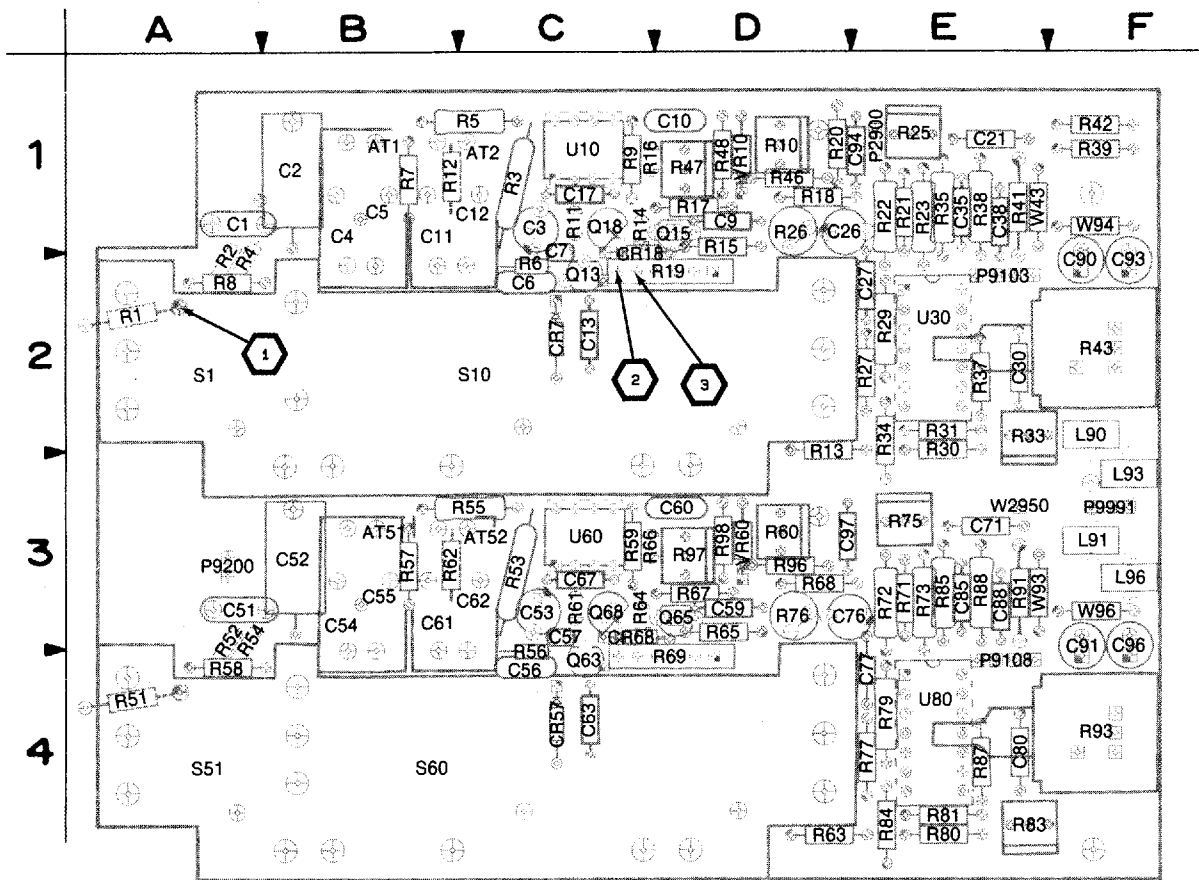 A B C D E F
1
2
3
4
R5
C10
R42
AT1
AT2
U10
R9
R16
R47
R48
VR10
R10
R20
C94
P2900
R25
C21
R39
C2
R7
R12
R3
C17
R46
R18
C5
C12
R17
C9
R22
R21
R23
R35
C35
R38
C38
R41
W43
C1
C4
C11
C3
R11
Q18
R14
Q15
R15
R26
C26
W94
R2
R4
C7
CR18
C90
C93
R8
R6
Q13
R19
C6
C27
P9103
R1
1
CR7
C13
R29
U30
S1
S10
2
3
R27
R37
C30
R43
R34
R31
R33
L90
R13
R30
L93
R55
C60
W2950
P9991
AT51
AT52
U60
R59
R66
R97
R98
VR60
R60
C97
R75
C71
L91
P9200
C52
R57
R62
R53
C67
R96
R68
L96
C55
C62
R67
C59
R72
R71
R73
R85
C85
R88
C88
R91
W93
C51
C54
C61
C53
R61
Q68
R64
Q65
R65
R76
C76
W96
R52
R54
C57
CR68
C91
C96
R58
R56
Q63
R69
C56
C77
P9108
R51
CR57
C63
R79
U80
R93
S51
S60
R77
R87
C80
R84
R81
R83
R63
R80